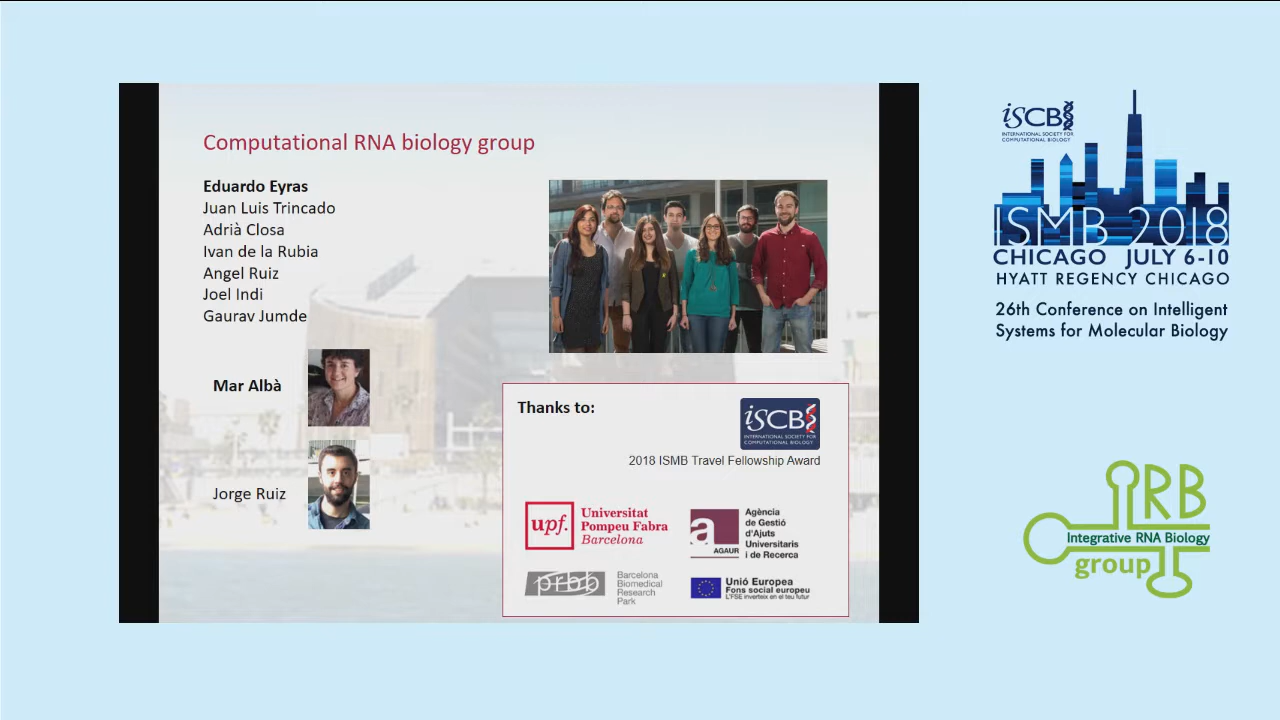 Computational RNA biology group
Eduardo Eyras
Juan Luis Trincado
Adrià Closa
Ivan de la Rubia
Angel Ruiz
Joel Indi
Gaurav Jumde
Mar Albà
Jorge Ruiz
Thanks to:
iSCB
INTERNATIONAL SOCIETY FOR
COMPUTATIONAL BIOLOGY
2018 ISMB Travel Fellowship Award
upf.
Universitat
Pompeu Fabra
Barcelona
a
AGAUR
Agència
de Gestió
d'Ajuts
Universitaris
i de Recerca
prbb
Barcelona
Biomedical
Research
Park
Unió Europea
Fons social europeu
L'FSE inverteix en el teu futur
iSCB
INTERNATIONAL SOCIETY FOR
COMPUTATIONAL BIOLOGY
ISMB 2018
CHICAGO JULY 6-10
HYATT REGENCY CHICAGO
26th Conference on Intelligent
Systems for Molecular Biology
IRB
Integrative RNA Biology
group